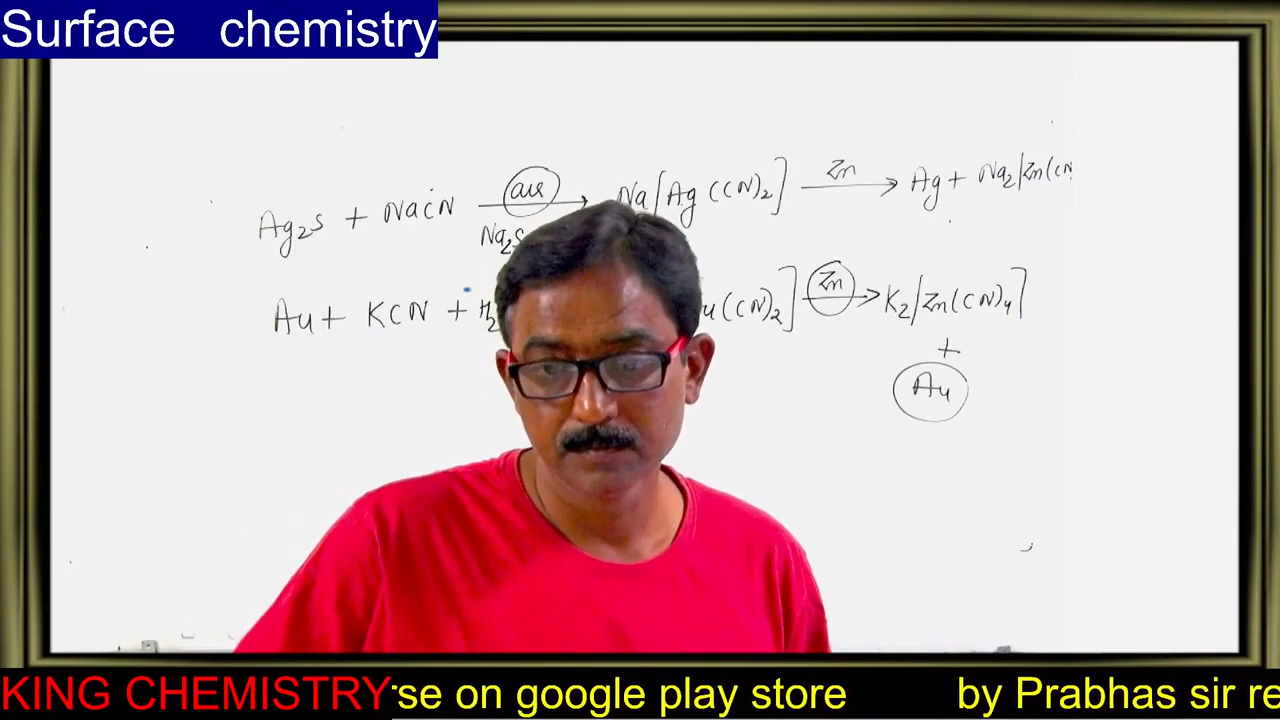 Surface chemistry
Ag₂S + NaCN air Na₂S Na[Ag(CN)₂] Zn Ag + Na₂[Zn(CN
Au + KCN + H₂ u(CN)₂] Zn K₂[Zn(CN)₄]
+
Au
KING CHEMISTRY rse on google play store by Prabhas sir re